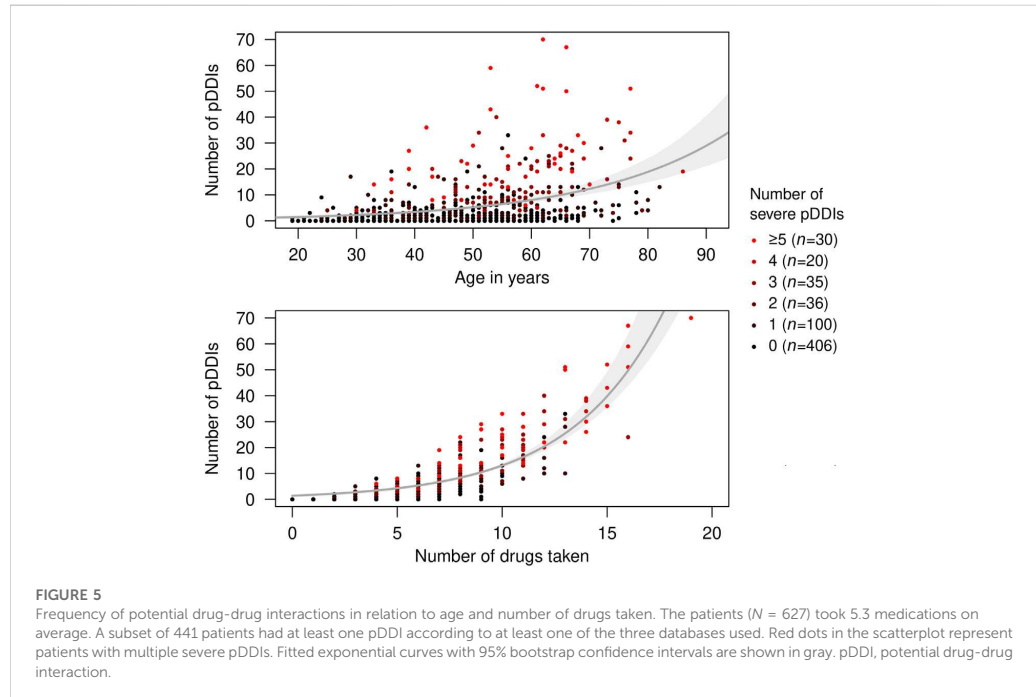 70
60
50
40
30
20
10
0
Number of pDDIs
20 30 40 50 60 70 80 90
Age in years
70
60
50
40
30
20
10
0
Number of pDDIs
0 5 10 15 20
Number of drugs taken
Number of
severe pDDIs
≥5 (n=30)
4 (n=20)
3 (n=35)
2 (n=36)
1 (n=100)
0 (n=406)
FIGURE 5
Frequency of potential drug-drug interactions in relation to age and number of drugs taken. The patients (N = 627) took 5.3 medications on
average. A subset of 441 patients had at least one pDDI according to at least one of the three databases used. Red dots in the scatterplot represent
patients with multiple severe pDDIs. Fitted exponential curves with 95% bootstrap confidence intervals are shown in gray. pDDI, potential drug-drug
interaction.